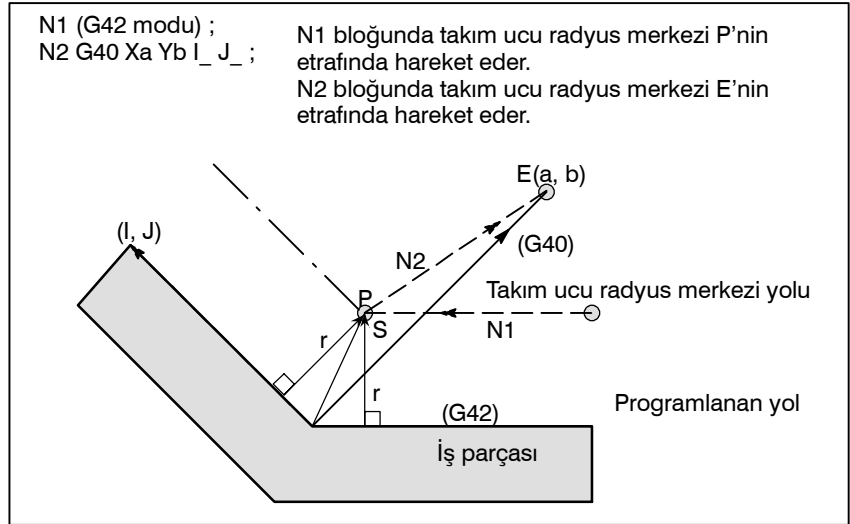 N1 (G42 modu) ;
N2 G40 Xa Yb I_ J_ ;
N1 bloğunda takım ucu radyus merkezi P'nin
etrafında hareket eder.
N2 bloğunda takım ucu radyus merkezi E'nin
etrafında hareket eder.
E(a, b)
(I, J)
(G40)
N2
P
Takım ucu radyus merkezi yolu
S
N1
r
r
(G42)
Programlanan yol
İş parçası